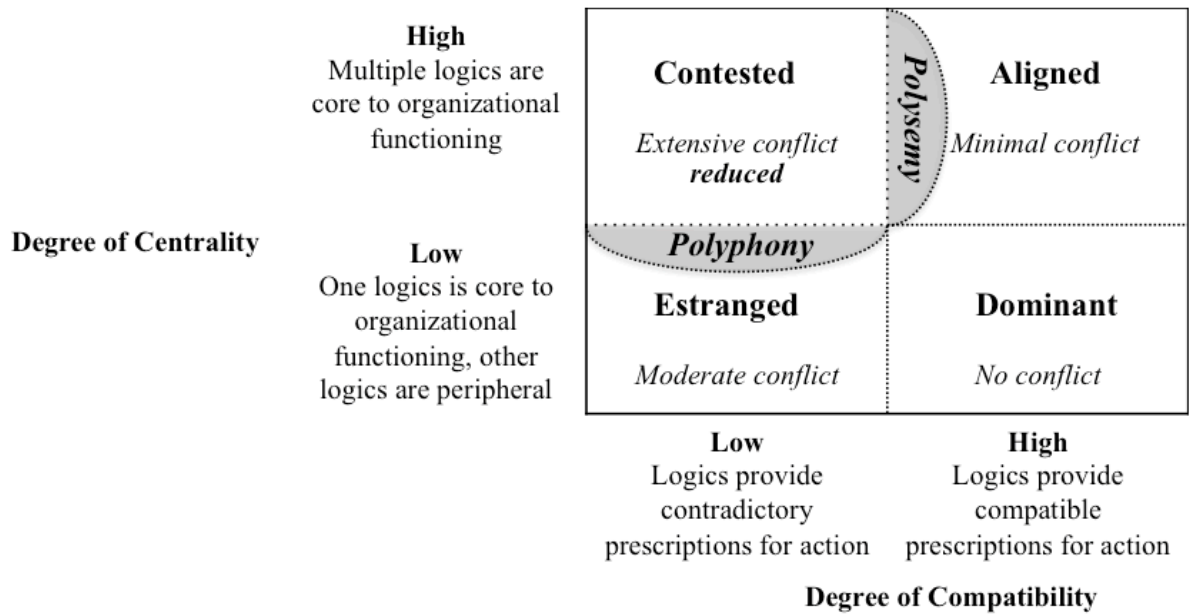 High
Multiple logics are
core to organizational
functioning
Contested
Extensive conflict
reduced
Polysemy
Aligned
Minimal conflict
Degree of Centrality
Low
One logics is core to
organizational
functioning, other
logics are peripheral
Polyphony
Estranged
Moderate conflict
Dominant
No conflict
Low
Logics provide
contradictory
prescriptions for action
High
Logics provide
compatible
prescriptions for action
Degree of Compatibility